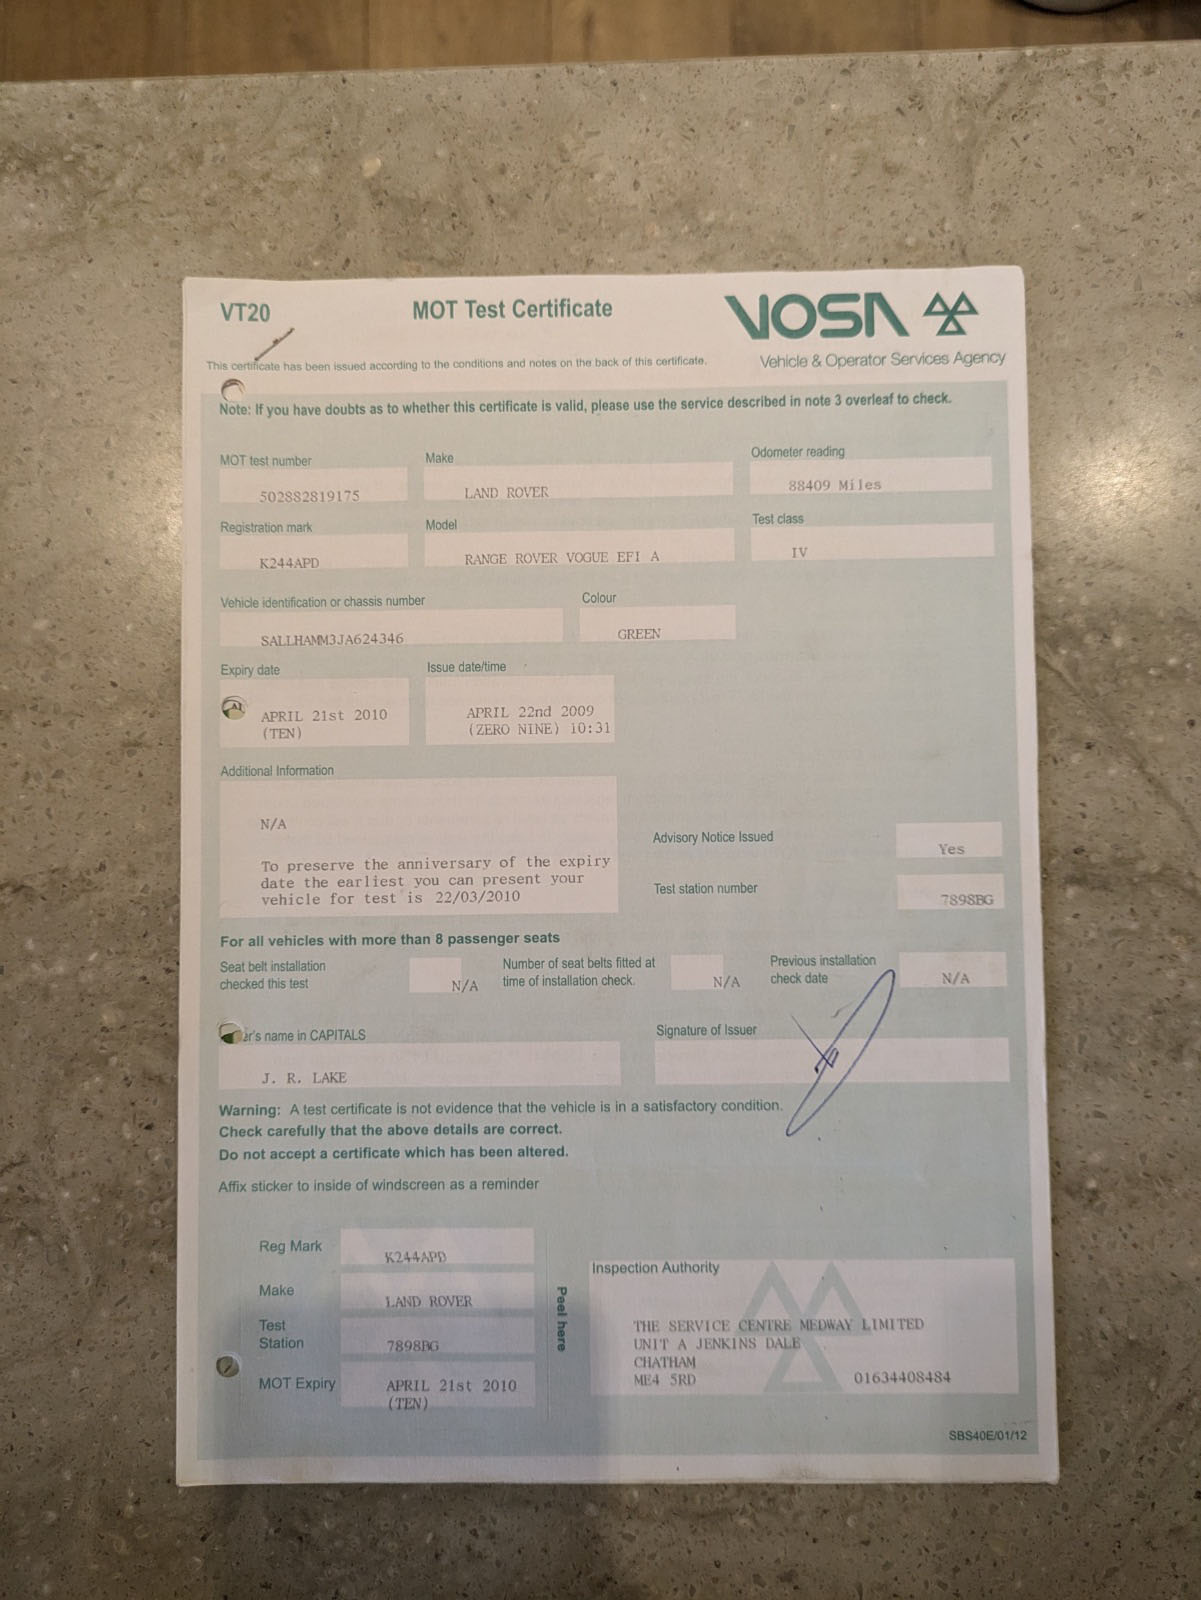 VT20
MOT Test Certificate
VOSA
Vehicle & Operator Services Agency
This certificate has been issued according to the conditions and notes on the back of this certificate.
Note: If you have doubts as to whether this certificate is valid, please use the service described in note 3 overleaf to check.
MOT test number
Make
Odometer reading
502882819175
LAND ROVER
88409 Miles
Registration mark
Model
Test class
K244APD
RANGE ROVER VOGUE EFI A
IV
Vehicle identification or chassis number
Colour
SALLHAMM3JA624346
GREEN
Expiry date
Issue date/time
APRIL 21st 2010
(TEN)
APRIL 22nd 2009
(ZERO NINE) 10:31
Additional Information
N/A
To preserve the anniversary of the expiry
date the earliest you can present your
vehicle for test is 22/03/2010
Advisory Notice Issued
Yes
Test station number
7898BG
For all vehicles with more than 8 passenger seats
Seat belt installation
checked this test
N/A
Number of seat belts fitted at
time of installation check.
N/A
Previous installation
check date
N/A
er's name in CAPITALS
Signature of Issuer
J. R. LAKE
Warning: A test certificate is not evidence that the vehicle is in a satisfactory condition.
Check carefully that the above details are correct.
Do not accept a certificate which has been altered.
Affix sticker to inside of windscreen as a reminder
Reg Mark
K244APD
Make
LAND ROVER
Test
Station
7898BG
MOT Expiry
APRIL 21st 2010
(TEN)
Peel here
Inspection Authority
THE SERVICE CENTRE MEDWAY LIMITED
UNIT A JENKINS DALE
CHATHAM
ME4 5RD 01634408484
SBS40E/01/12